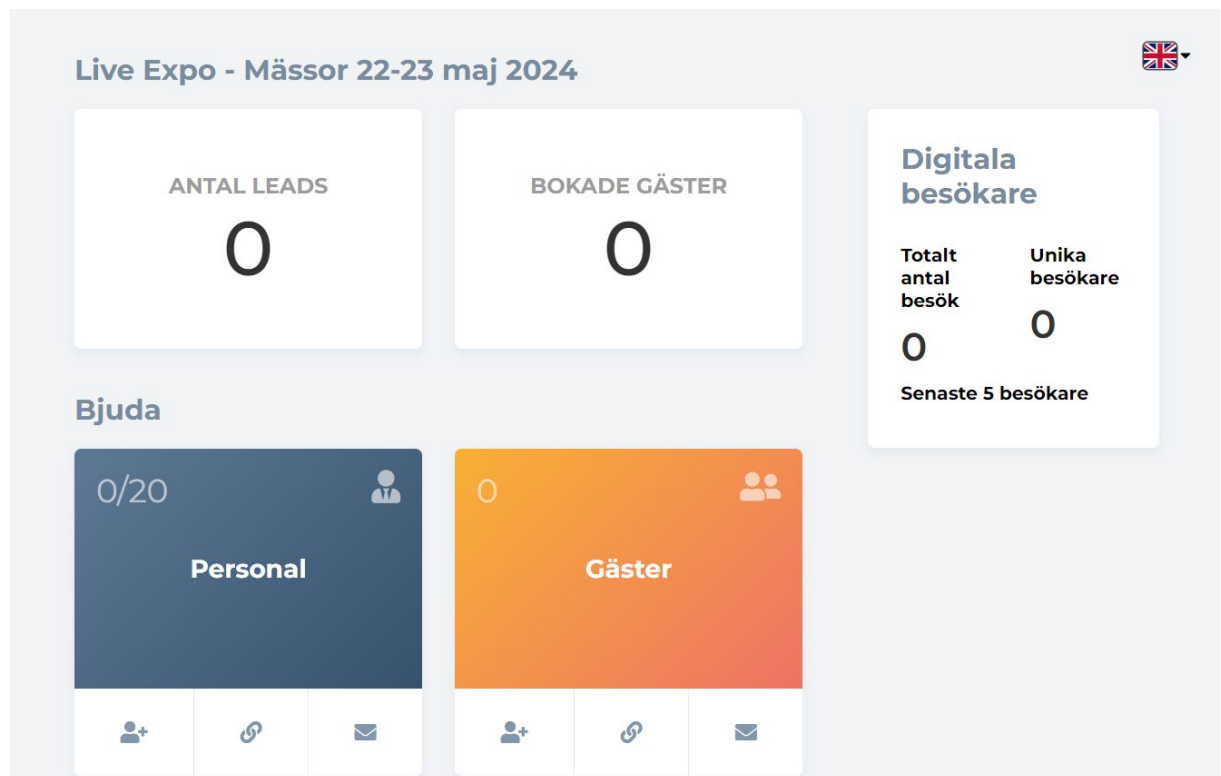 Live Expo - Mässor 22-23 maj 2024
ANTAL LEADS
0
BOKADE GÄSTER
0
Digitala
besökare
Totalt
antal
besök
0
Unika
besökare
0
Senaste 5 besökare
Bjuda
0/20
Personal
0
Gäster